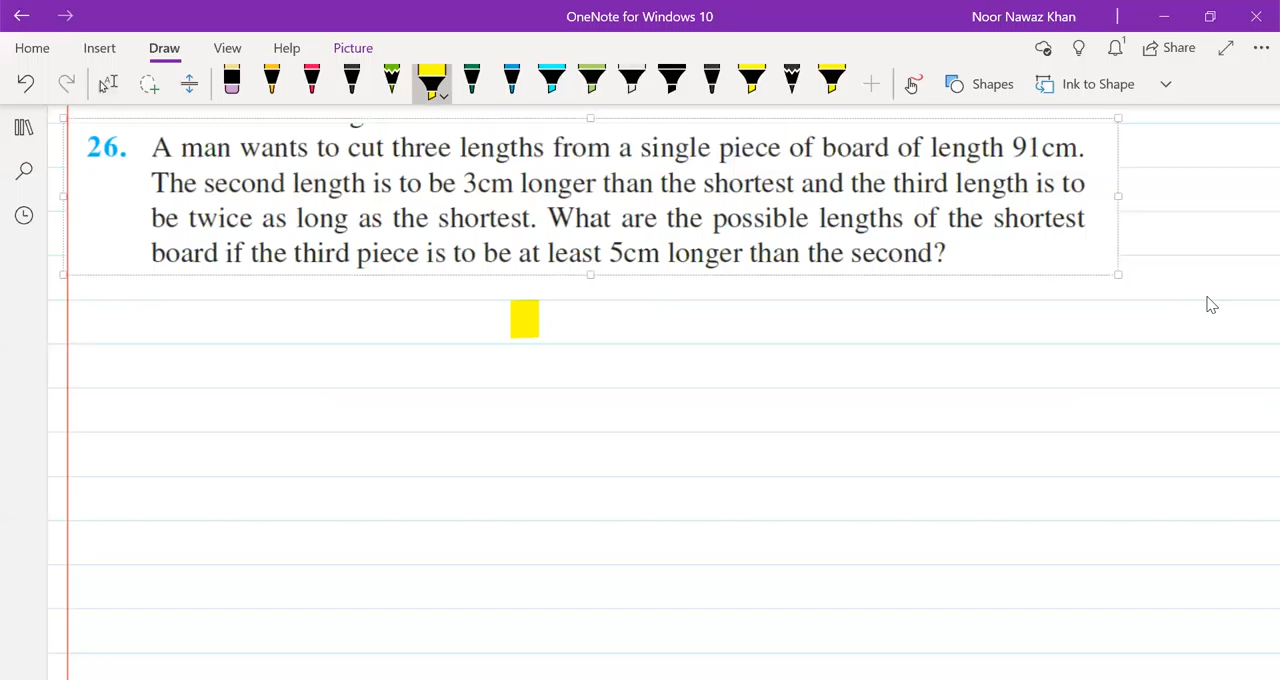 OneNote for Windows 10
Noor Nawaz Khan
Home Insert Draw View Help Picture
1
Share
Shapes
Ink to Shape
26. A man wants to cut three lengths from a single piece of board of length 91cm.
The second length is to be 3cm longer than the shortest and the third length is to
be twice as long as the shortest. What are the possible lengths of the shortest
board if the third piece is to be at least 5cm longer than the second?